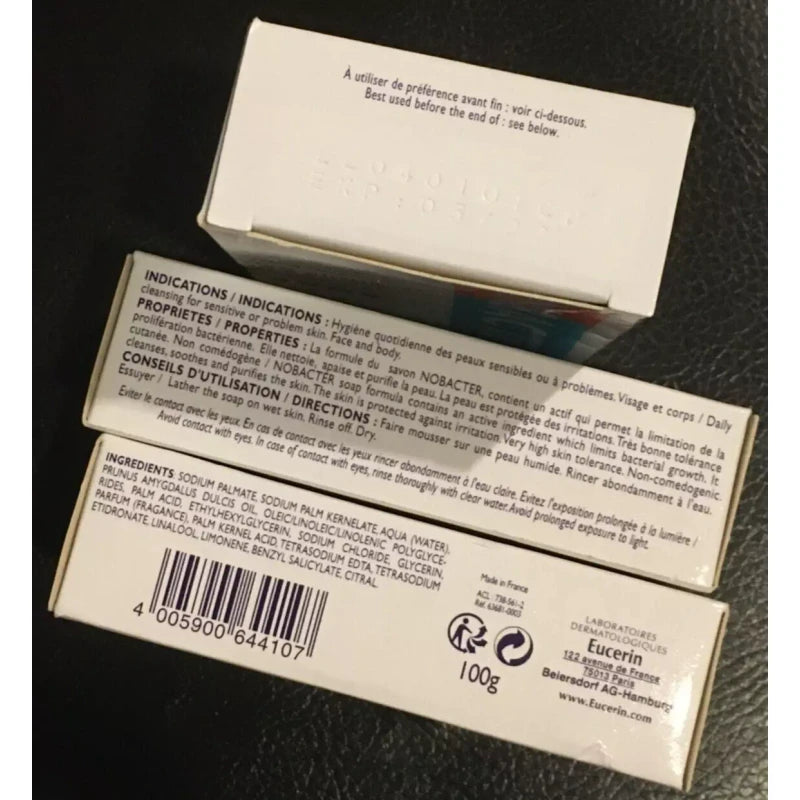 À utiliser de préférence avant fin : voir ci-dessous.
Best used before the end of : see below.
INDICATIONS / INDICATIONS : Hygiène quotidienne des peaux sensibles ou à problèmes. Visage et corps / Daily
cleansing for sensitive or problem skin. Face and body.
PROPRIETES / PROPERTIES : La formule du savon NOBACTER, contient un actif qui permet la limitation de la
prolifération bactérienne. Elle nettoie, apaise et purifie la peau. La peau est protégée des irritations. Très bonne tolérance
cutanée. Non comédogène / NOBACTER soap formula contains an active ingredient which limits bacterial growth. It
cleanses, soothes and purifies the skin. The skin is protected against irritation. Very high skin tolerance. Non-comedogenic.
CONSEILS D'UTILISATION / DIRECTIONS : Faire mousser sur une peau humide. Rincer abondamment à l'eau.
Essuyer / Lather the soap on wet skin. Rinse off. Dry.
Eviter le contact avec les yeux. En cas de contact avec les yeux rincer abondamment à l'eau claire. Evitez l'exposition prolongée à la lumière /
Avoid contact with eyes. In case of contact with eyes, rinse thoroughly with clear water. Avoid prolonged exposure to light.
INGREDIENTS: SODIUM PALMATE, SODIUM PALM KERNELATE, AQUA (WATER),
PRUNUS AMYGDALUS DULCIS OIL, OLEIC/LINOLEIC/LINOLENIC POLYGLYCE-
RIDES, PALM ACID, ETHYLHEXYLGLYCERIN, SODIUM CHLORIDE, GLYCERIN,
PARFUM (FRAGANCE), PALM KERNEL ACID, TETRASODIUM EDTA, TETRASODIUM
ETIDRONATE, LINALOOL, LIMONENE, BENZYL SALICYLATE, CITRAL.
4 005900 644107
Made in France
ACL : 738-561-2
Réf. 63681-0003
100g
LABORATOIRES
DERMATOLOGIQUES
Eucerin
122 avenue de France
75013 Paris
Beiersdorf AG-Hamburg
www.Eucerin.com